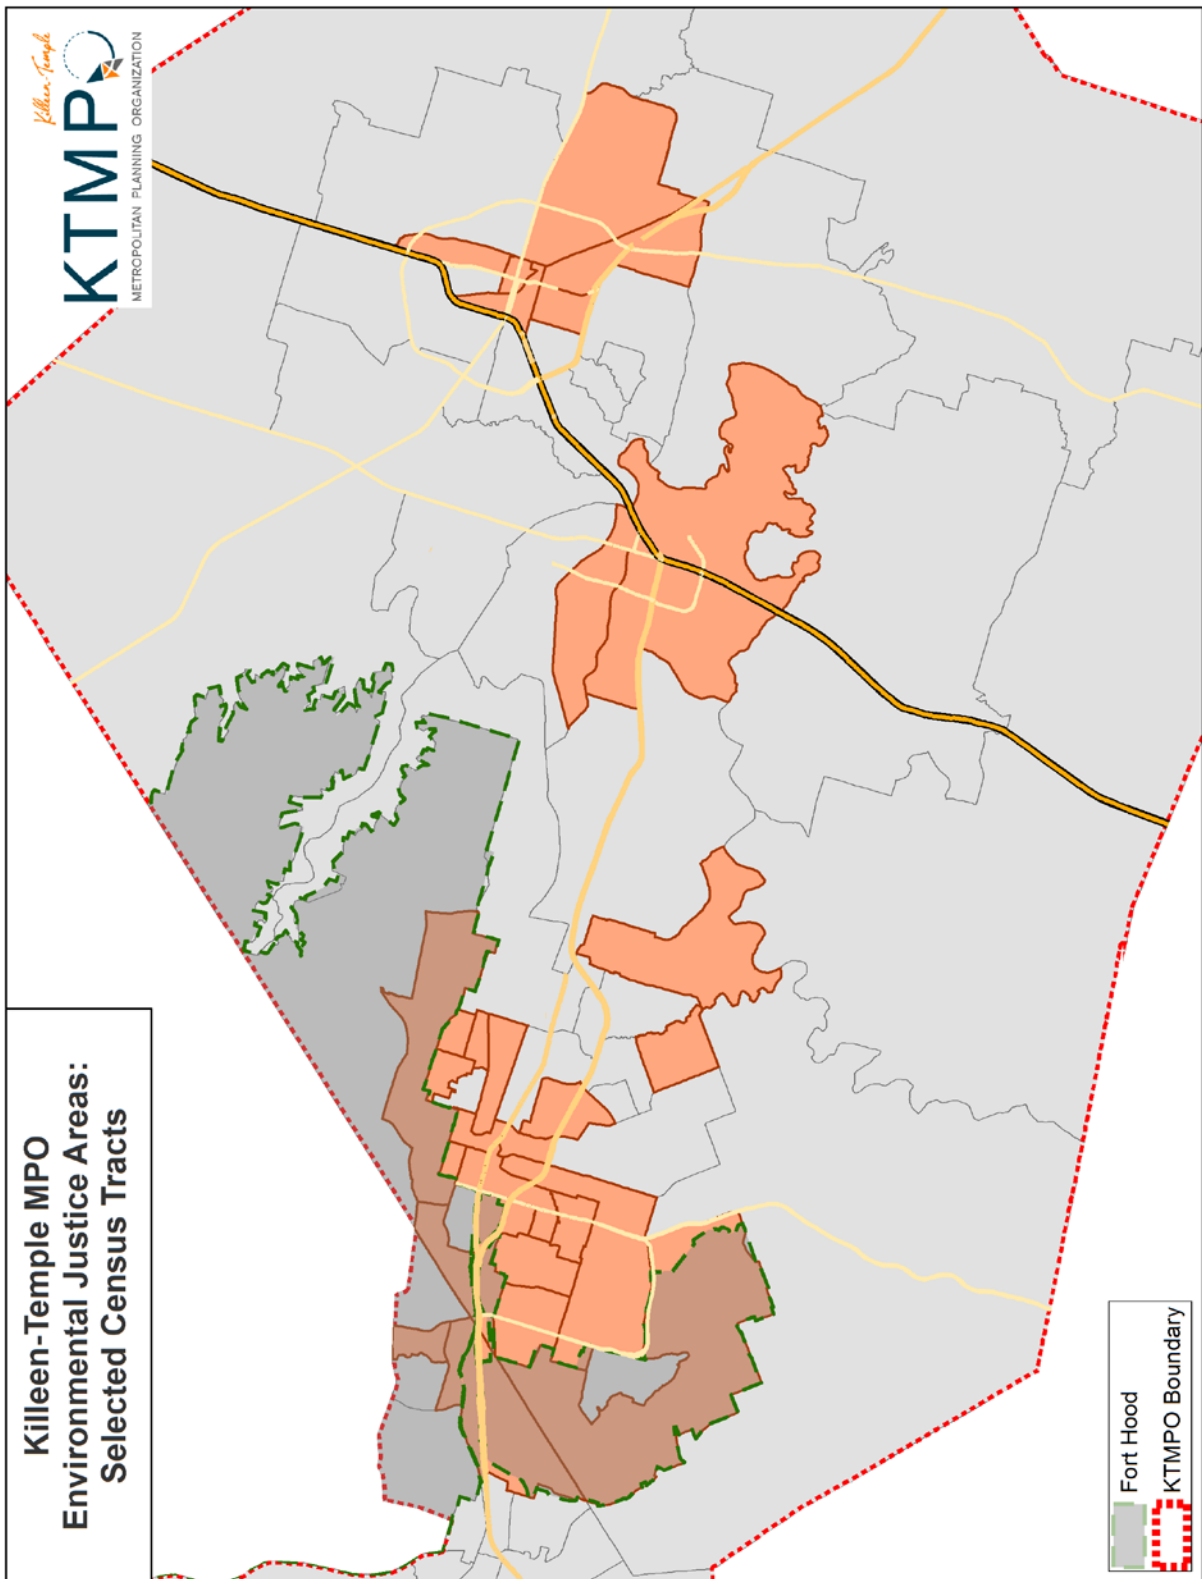 Killeen-Temple MPO
Environmental Justice Areas:
Selected Census Tracts
Killeen-Temple
KTMPO
METROPOLITAN PLANNING ORGANIZATION
Fort Hood
KTMPO Boundary